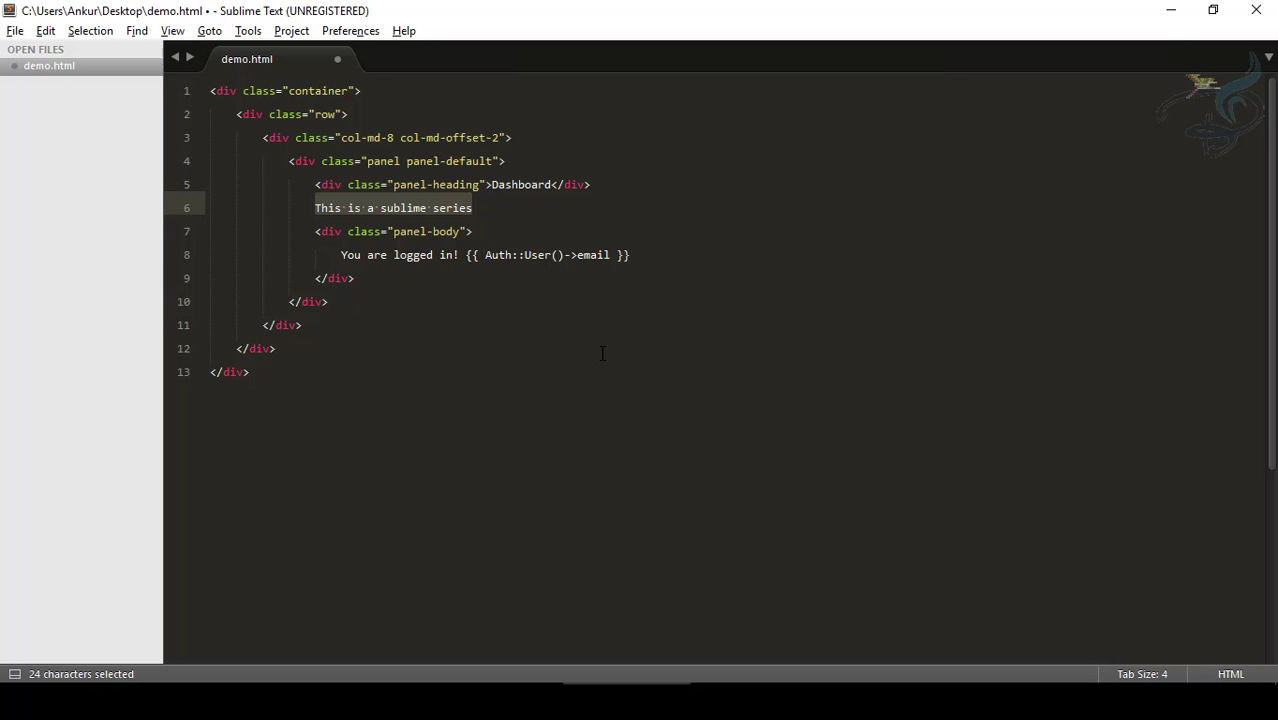 C:\Users\Ankur\Desktop\demo.html • - Sublime Text (UNREGISTERED)
File Edit Selection Find View Goto Tools Project Preferences Help
OPEN FILES
demo.html
demo.html
1 <div class="container">
2 <div class="row">
3 <div class="col-md-8 col-md-offset-2">
4 <div class="panel panel-default">
5 <div class="panel-heading">Dashboard</div>
6 This is a sublime series
7 <div class="panel-body">
8 You are logged in! {{ Auth::User()->email }}
9 </div>
10 </div>
11 </div>
12 </div>
13 </div>
24 characters selected Tab Size: 4 HTML